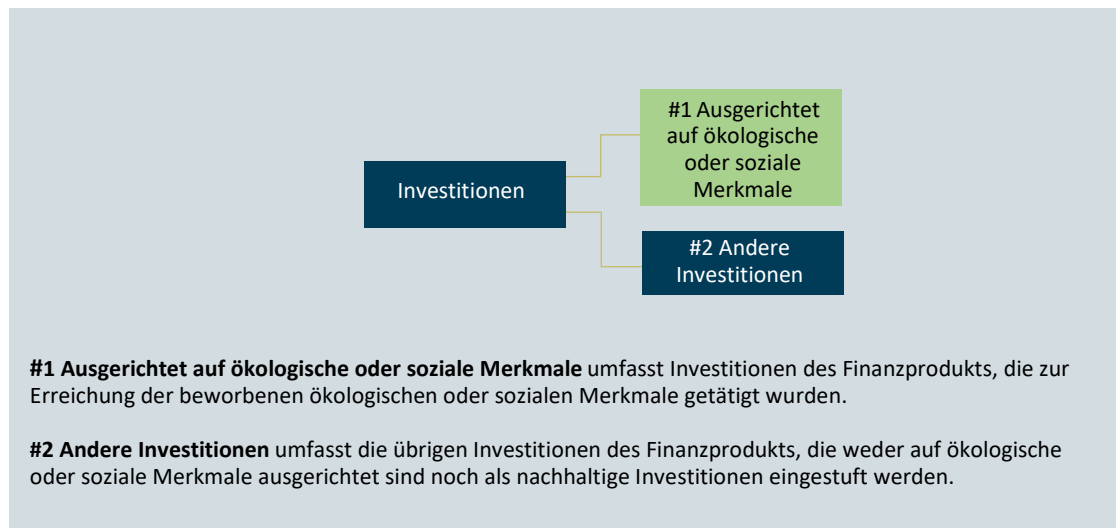 #1 Ausgerichtet
auf ökologische
oder soziale
Merkmale
Investitionen
#2 Andere
Investitionen
#1 Ausgerichtet auf ökologische oder soziale Merkmale umfasst Investitionen des Finanzprodukts, die zur
Erreichung der beworbenen ökologischen oder sozialen Merkmale getätigt wurden.
#2 Andere Investitionen umfasst die übrigen Investitionen des Finanzprodukts, die weder auf ökologische
oder soziale Merkmale ausgerichtet sind noch als nachhaltige Investitionen eingestuft werden.